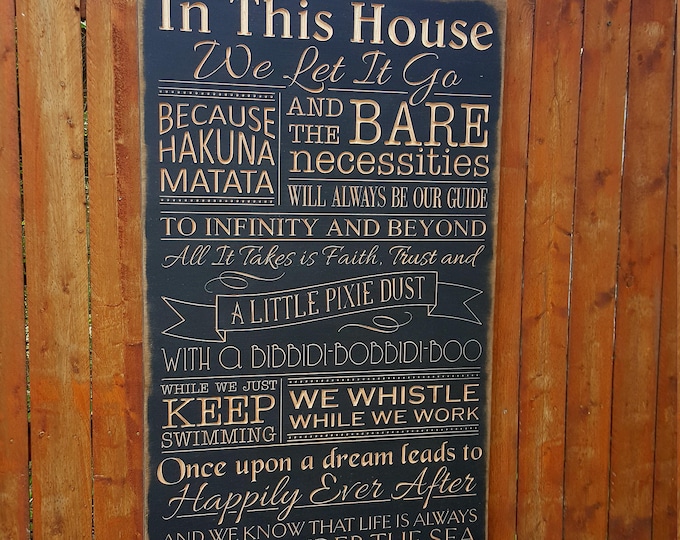 In This House
We Let It Go
BECAUSE
HAKUNA
MATATA
AND
THE BARE
necessities
WILL ALWAYS BE OUR GUIDE
TO INFINITY AND BEYOND
All It Takes is Faith, Trust and
A LITTLE PIXIE DUST
WITH a BIBBIDI-BOBBIDI-BOO
WHILE WE JUST
KEEP
SWIMMING
WE WHISTLE
WHILE WE WORK
Once upon a dream leads to
Happily Ever After
AND WE KNOW THAT LIFE IS ALWAYS
UNDER THE SEA